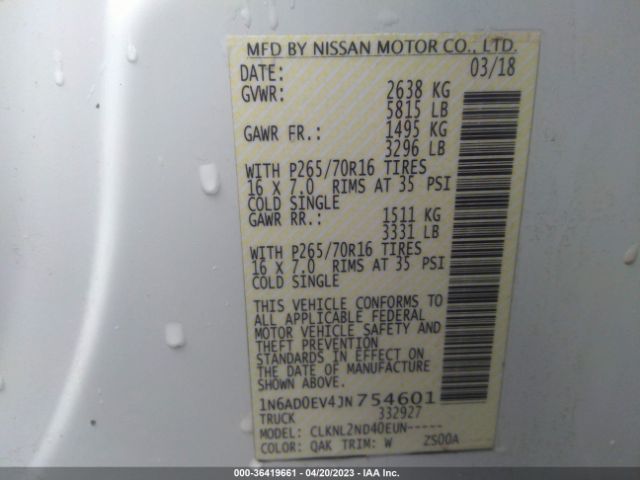 MFD BY NISSAN MOTOR CO., LTD.
DATE: 03/18
GVWR: 2638 KG
5815 LB
GAWR FR.: 1495 KG
3296 LB
WITH P265/70R16 TIRES
16 X 7.0 RIMS AT 35 PSI
COLD SINGLE
GAWR RR.: 1511 KG
3331 LB
WITH P265/70R16 TIRES
16 X 7.0 RIMS AT 35 PSI
COLD SINGLE
THIS VEHICLE CONFORMS TO
ALL APPLICABLE FEDERAL
MOTOR VEHICLE SAFETY AND
THEFT PREVENTION
STANDARDS IN EFFECT ON
THE DATE OF MANUFACTURE
SHOWN ABOVE.
1N6AD0EV4JN754601
TRUCK 332927
MODEL: CLKNL2ND40EUN-----
COLOR: QAK TRIM: W ZS00A
000-36419661 - 04/20/2023 - IAAI.COM